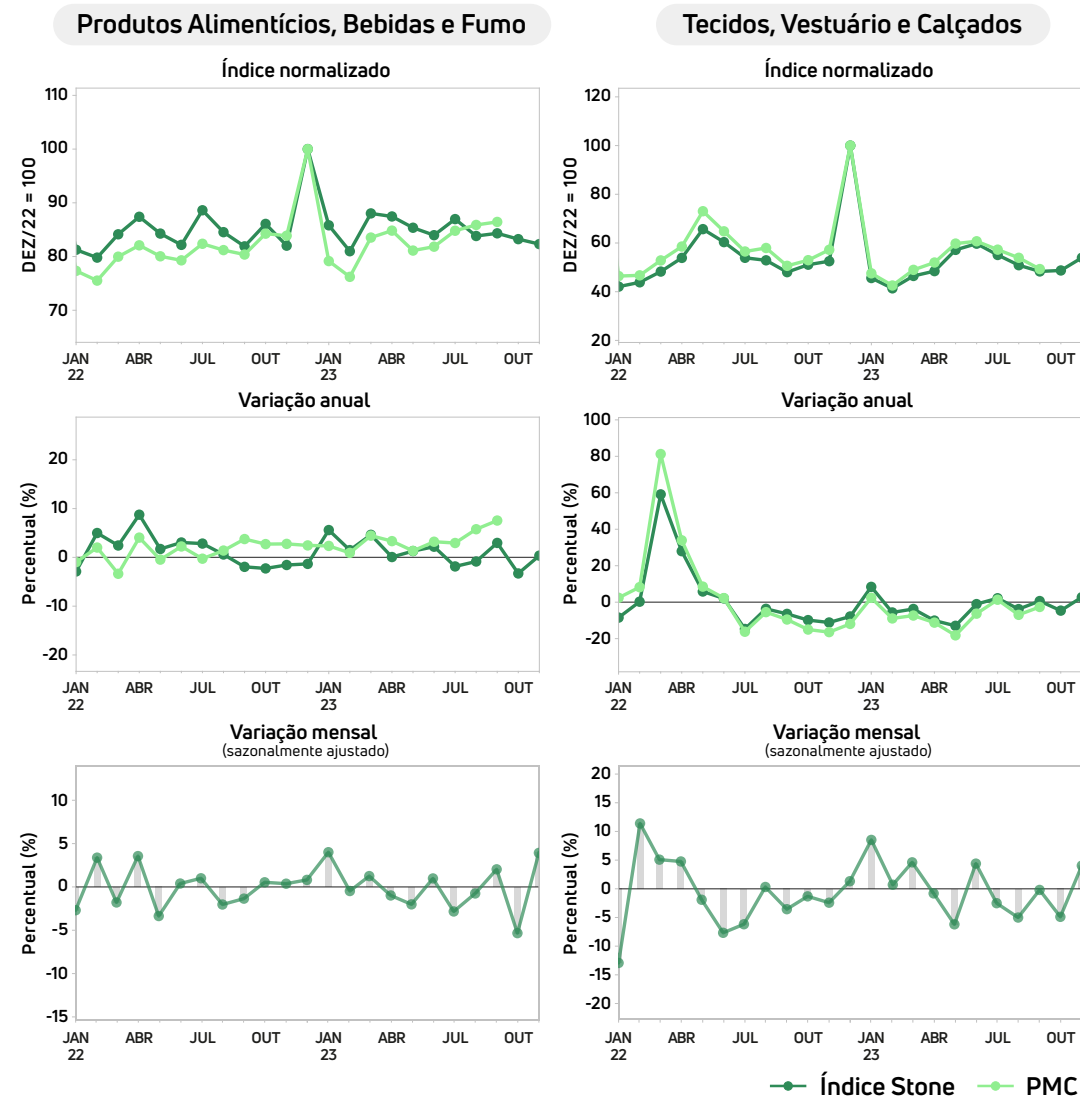 Produtos Alimentícios, Bebidas e Fumo
Índice normalizado
DEZ/22 = 100
110
100
90
80
70
JAN ABR JUL OUT JAN JUL OUT
22 23
Variação anual
Percentual (%)
20
10
0
-10
-20
JAN ABR JUL OUT JAN ABR JUL OUT
22 23
Variação mensal
(sazonalmente ajustado)
Percentual (%)
10
5
0
-5
-10
-15
JAN ABR JUL OUT JAN ABR JUL OUT
22 23
Tecidos, Vestuário e Calçados
Índice normalizado
DEZ/22 = 100
120
100
80
60
40
20
JAN ABR JUL OUT JAN ABR JUL OUT
22 23
Variação anual
Percentual (%)
100
80
60
40
20
0
-20
JAN ABR JUL OUT JAN ABR JUL OUT
22 23
Variação mensal
(sazonalmente ajustado)
Percentual (%)
20
15
10
5
0
-5
-10
-15
-20
JAN ABR JUL OUT JAN ABR JUL OUT
22 23
Índice Stone PMC